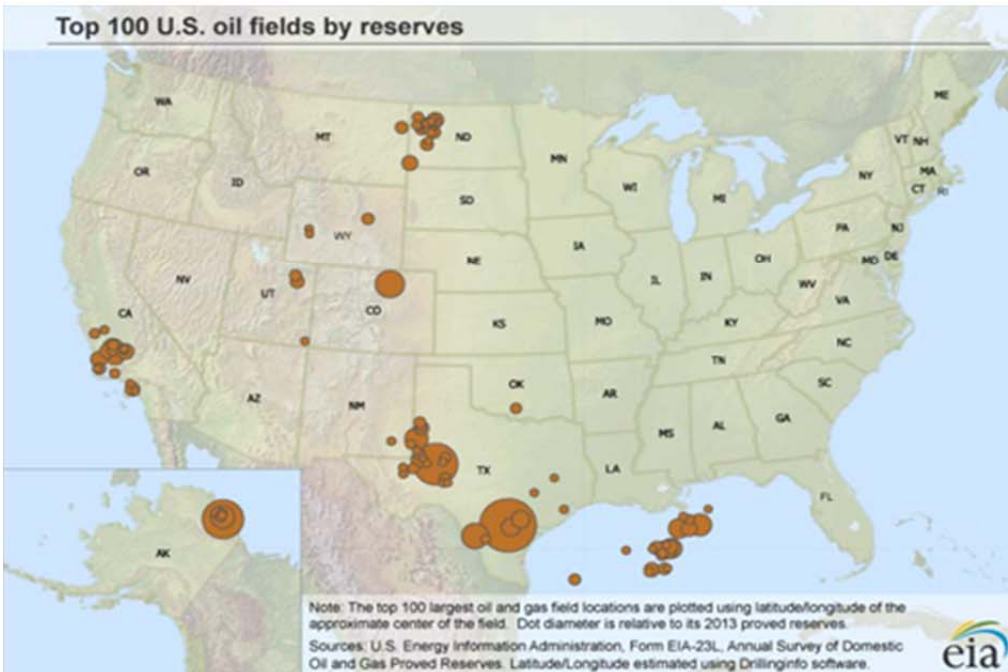 Top 100 U.S. oil fields by reserves
WA
MT
ND
ME
OR
ID
MN
VT NH
SD
WI
MI
NY
MA
CT RI
WY
IA
PA
NJ
NE
NV
UT
IL
IN
OH
MD DE
CA
CO
KS
MO
WV
VA
KY
NC
TN
AZ
NM
OK
AR
SC
MS
AL
GA
TX
LA
FL
AK
Note: The top 100 largest oil and gas field locations are plotted using latitude/longitude of the
approximate center of the field. Dot diameter is relative to its 2013 proved reserves.
Sources: U.S. Energy Information Administration, Form EIA-23L, Annual Survey of Domestic
Oil and Gas Proved Reserves. Latitude/Longitude estimated using Drillinginfo software.
eia